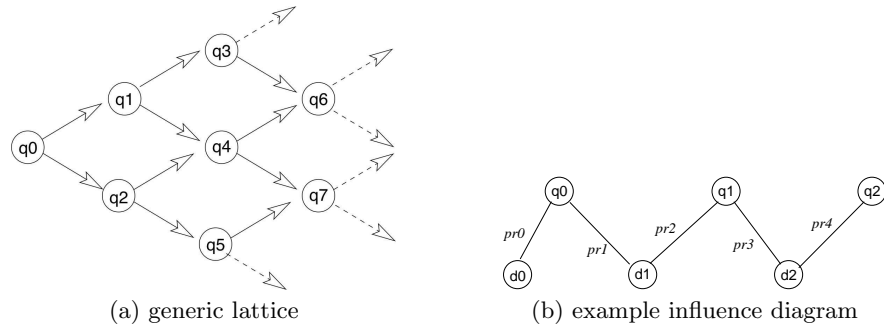 q3
q1
q6
q0
q4
q2
q7
q5
(a) generic lattice
q0
q1
q2
pr0
pr1
pr2
pr3
pr4
d0
d1
d2
(b) example influence diagram